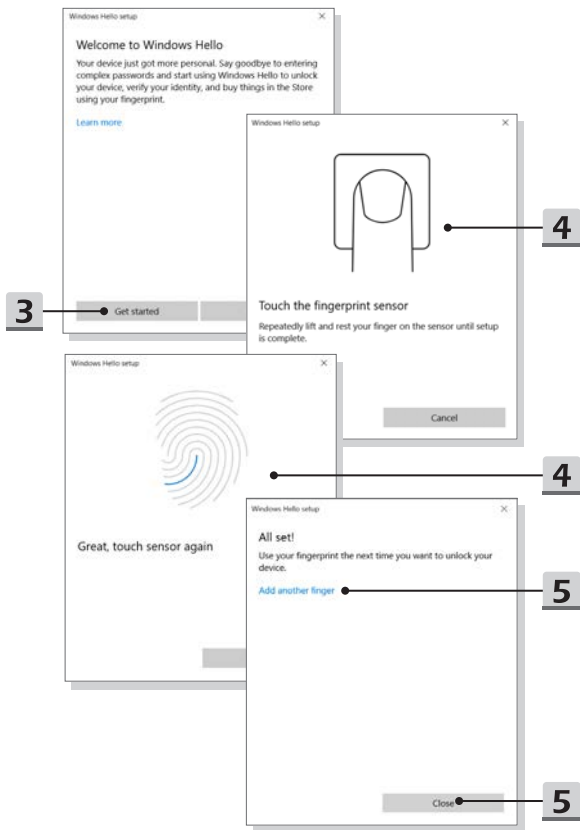 Windows Hello setup
Welcome to Windows Hello
Your device just got more personal. Say goodbye to entering
complex passwords and start using Windows Hello to unlock
your device, verify your identity, and buy things in the Store
using your fingerprint.
Learn more
3
Get started
Windows Hello setup
4
Touch the fingerprint sensor
Repeatedly lift and rest your finger on the sensor until setup
is complete.
Cancel
Windows Hello setup
4
Great, touch sensor again
Windows Hello setup
All set!
Use your fingerprint the next time you want to unlock your
device.
Add another finger
5
Close
5